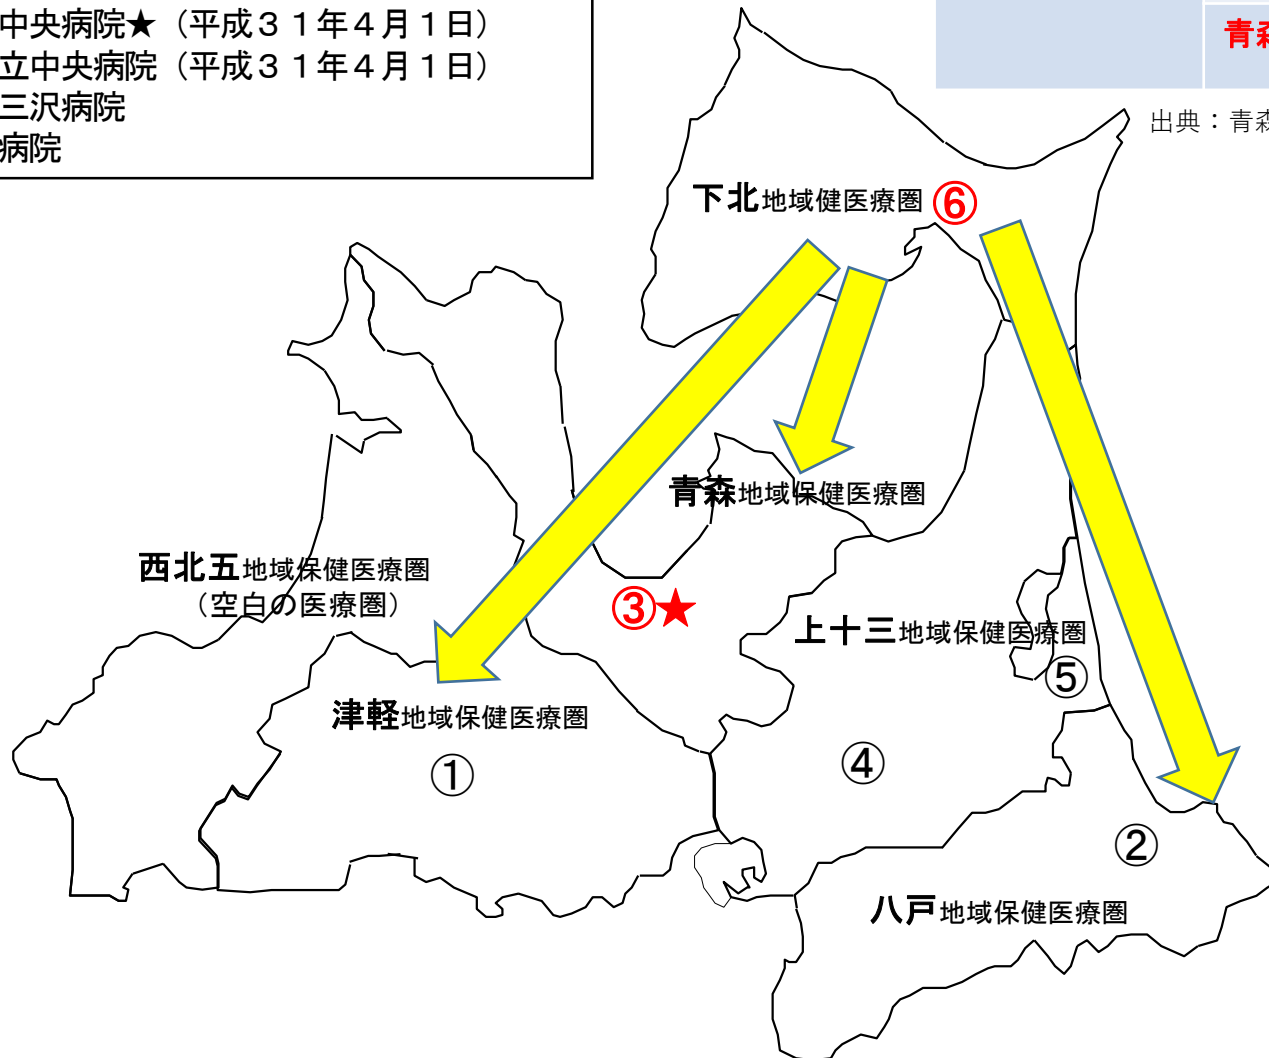 中央病院★（平成３１年４月１日）
立中央病院（平成３１年４月１日）
三沢病院
病院
青森
出典：青森
下北地域健医療圏 ⑥
青森地域保健医療圏
西北五地域保健医療圏
（空白の医療圏）
③★
上十三地域保健医療圏
⑤
津軽地域保健医療圏
①
④
②
八戸地域保健医療圏